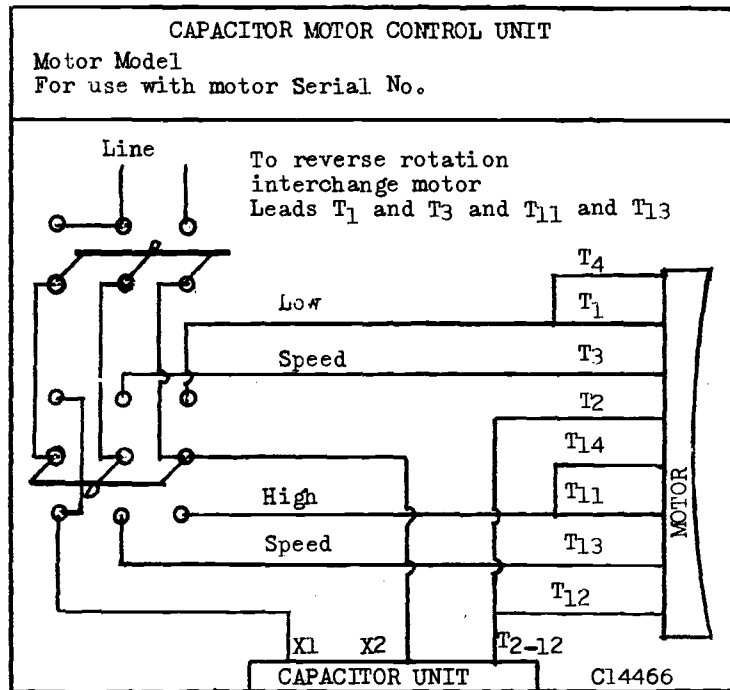 CAPACITOR MOTOR CONTROL UNIT
Motor Model
For use with motor Serial No.
Line
To reverse rotation
interchange motor
Leads T1 and T3 and T11 and T13
T4
Low
T1
Speed
T3
T2
T14
High
T11
MOTOR
Speed
T13
T12
X1 X2 T2-12
CAPACITOR UNIT C14466